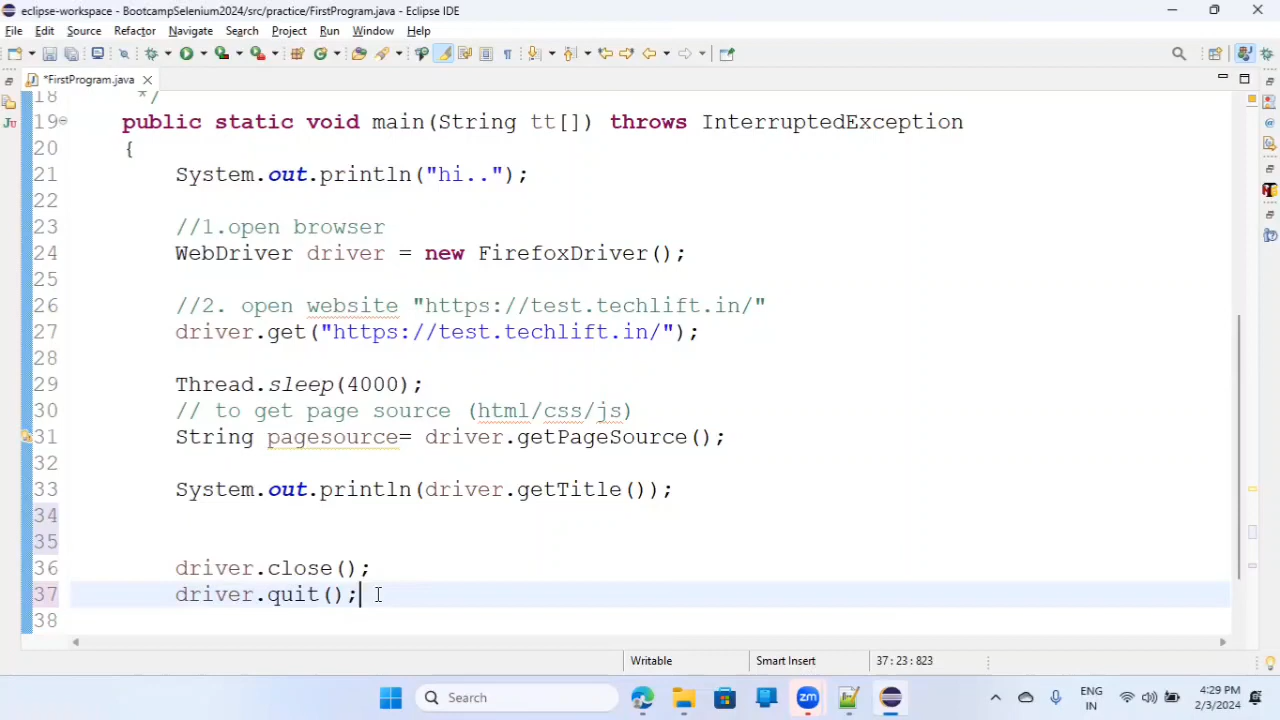 eclipse-workspace - BootcampSelenium2024/src/practice/FirstProgram.java - Eclipse IDE
File Edit Source Refactor Navigate Search Project Run Window Help
*FirstProgram.java
18 */
19 public static void main(String tt[]) throws InterruptedException
20 {
21 System.out.println("hi..");
22
23 //1.open browser
24 WebDriver driver = new FirefoxDriver();
25
26 //2. open website "https://test.techlift.in/"
27 driver.get("https://test.techlift.in/");
28
29 Thread.sleep(4000);
30 // to get page source (html/css/js)
31 String pagesource= driver.getPageSource();
32
33 System.out.println(driver.getTitle());
34
35
36 driver.close();
37 driver.quit();
38
Writable Smart Insert 37:23:823
Search
zm
ENG
IN
4:29 PM
2/3/2024